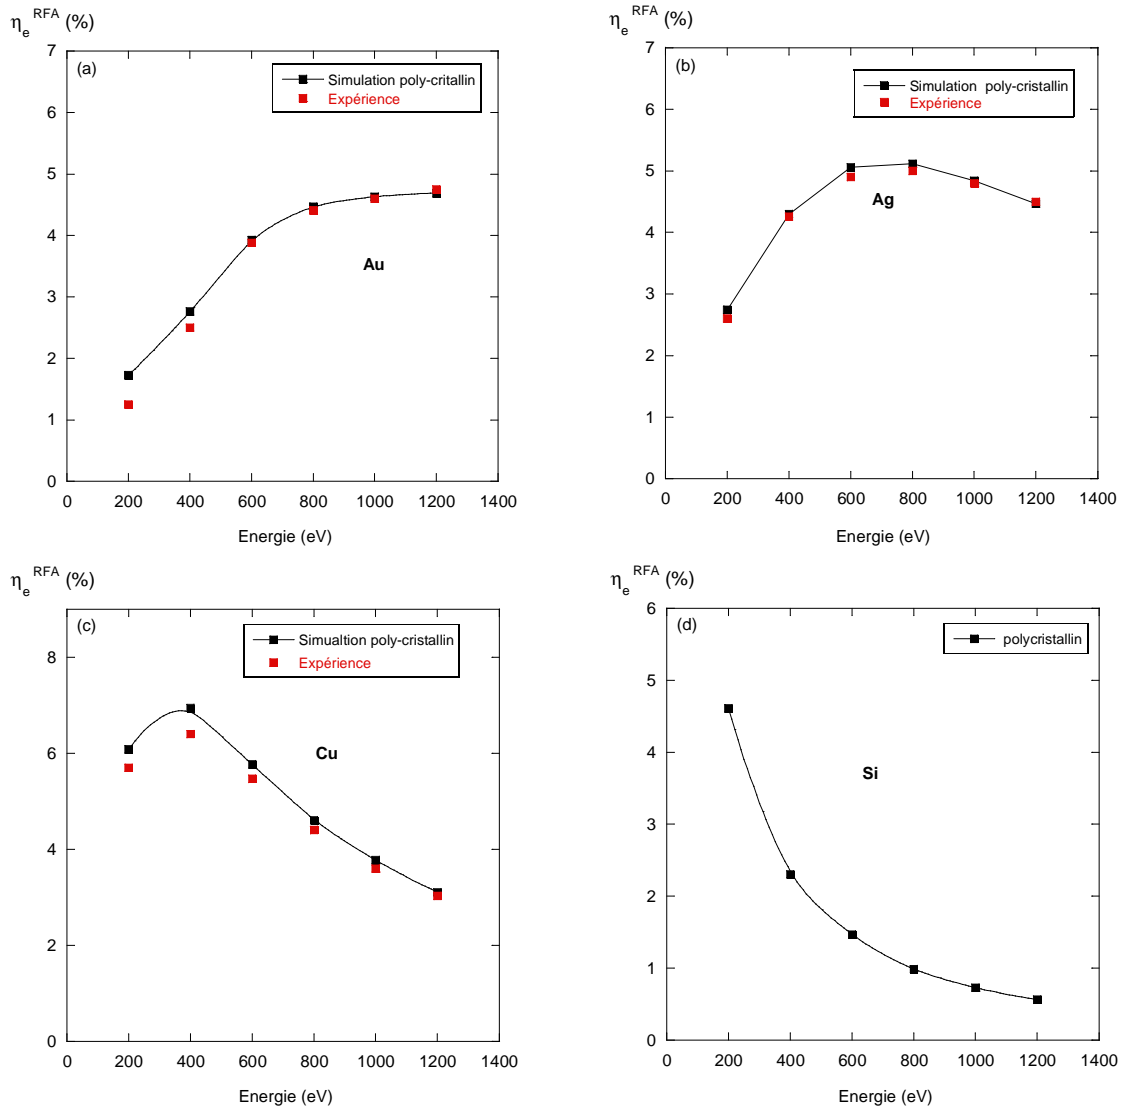 ηₑ^RFA (%)
(a)
Simulation poly-critallin
Expérience
Au
7
6
5
4
3
2
1
0
0 200 400 600 800 1000 1200 1400
Energie (eV)
ηₑ^RFA (%)
(b)
Simulation poly-cristallin
Expérience
Ag
7
6
5
4
3
2
1
0
0 200 400 600 800 1000 1200 1400
Energie (eV)
ηₑ^RFA (%)
(c)
Simualtion poly-cristallin
Expérience
Cu
8
6
4
2
0
0 200 400 600 800 1000 1200 1400
Energie (eV)
ηₑ^RFA (%)
(d)
polycristallin
Si
6
5
4
3
2
1
0
0 200 400 600 800 1000 1200 1400
Energie (eV)